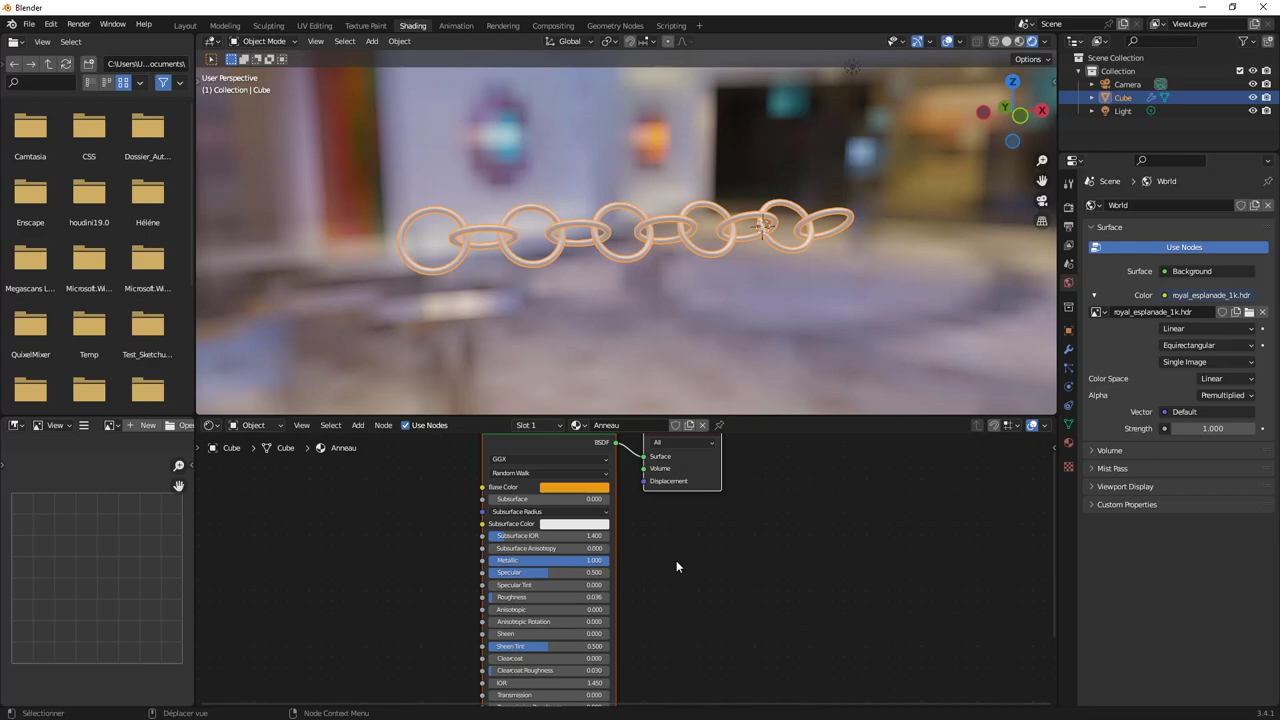 Blender
File Edit Render Window Help Layout Modeling Sculpting UV Editing Texture Paint Shading Animation Rendering Compositing Geometry Nodes Scripting + Scene ViewLayer
View Select C:\U...ocuments\ Object Mode View Select Add Object Global
Options
User Perspective
(1) Collection | Cube
Z
Y X
Camtasia CSS Dossier_Aut...
Enscape houdini19.0 Héléne
Megascans L... Microsoft.Wi... Microsoft.Wi...
QuixelMixer Temp Test_Sketchu...
Scene Collection
Collection
Camera
Cube
Light
Scene World
World
Surface
Use Nodes
Surface Background
Color royal_esplanade_1k.hdr
royal_esplanade_1k.hdr
Linear
Equirectangular
Single Image
Color Space Linear
Alpha Premultiplied
Vector Default
Strength 1.000
Volume
Mist Pass
Viewport Display
Custom Properties
View + New Open
Object View Select Add Node Use Nodes Slot 1 Anneau
Cube Cube Anneau
BSDF
GGX
Random Walk
Base Color
Subsurface 0.000
Subsurface Radius
Subsurface Color
Subsurface IOR 1.400
Subsurface Anisotropy 0.000
Metallic 1.000
Specular 0.500
Specular Tint 0.000
Roughness 0.036
Anisotropic 0.000
Anisotropic Rotation 0.000
Sheen 0.000
Sheen Tint 0.500
Clearcoat 0.000
Clearcoat Roughness 0.030
IOR 1.450
Transmission 0.000
All
Surface
Volume
Displacement
Sélectionner Déplacer vue Node Context Menu 3.4.1